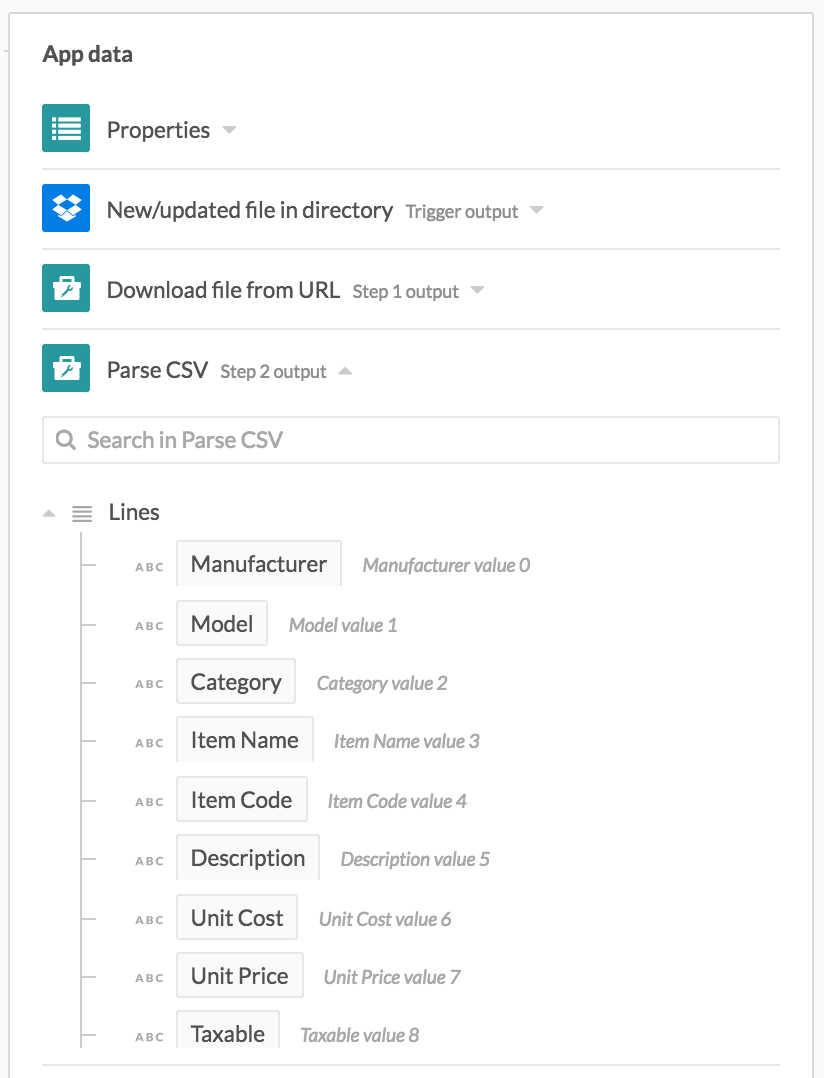 App data
Properties
New/updated file in directory Trigger output
Download file from URL Step 1 output
Parse CSV Step 2 output
Search in Parse CSV
Lines
ABC Manufacturer Manufacturer value 0
ABC Model Model value 1
ABC Category Category value 2
ABC Item Name Item Name value 3
ABC Item Code Item Code value 4
ABC Description Description value 5
ABC Unit Cost Unit Cost value 6
ABC Unit Price Unit Price value 7
ABC Taxable Taxable value 8